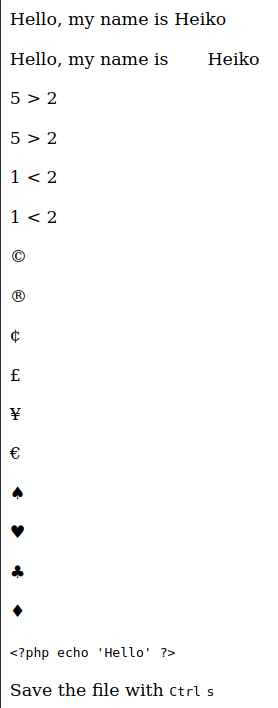 Hello, my name is Heiko
Hello, my name is       Heiko
5 > 2
5 > 2
1 < 2
1 < 2
©
®
¢
£
¥
€
♠
♥
♣
♦
<?php echo 'Hello' ?>
Save the file with Ctrl s